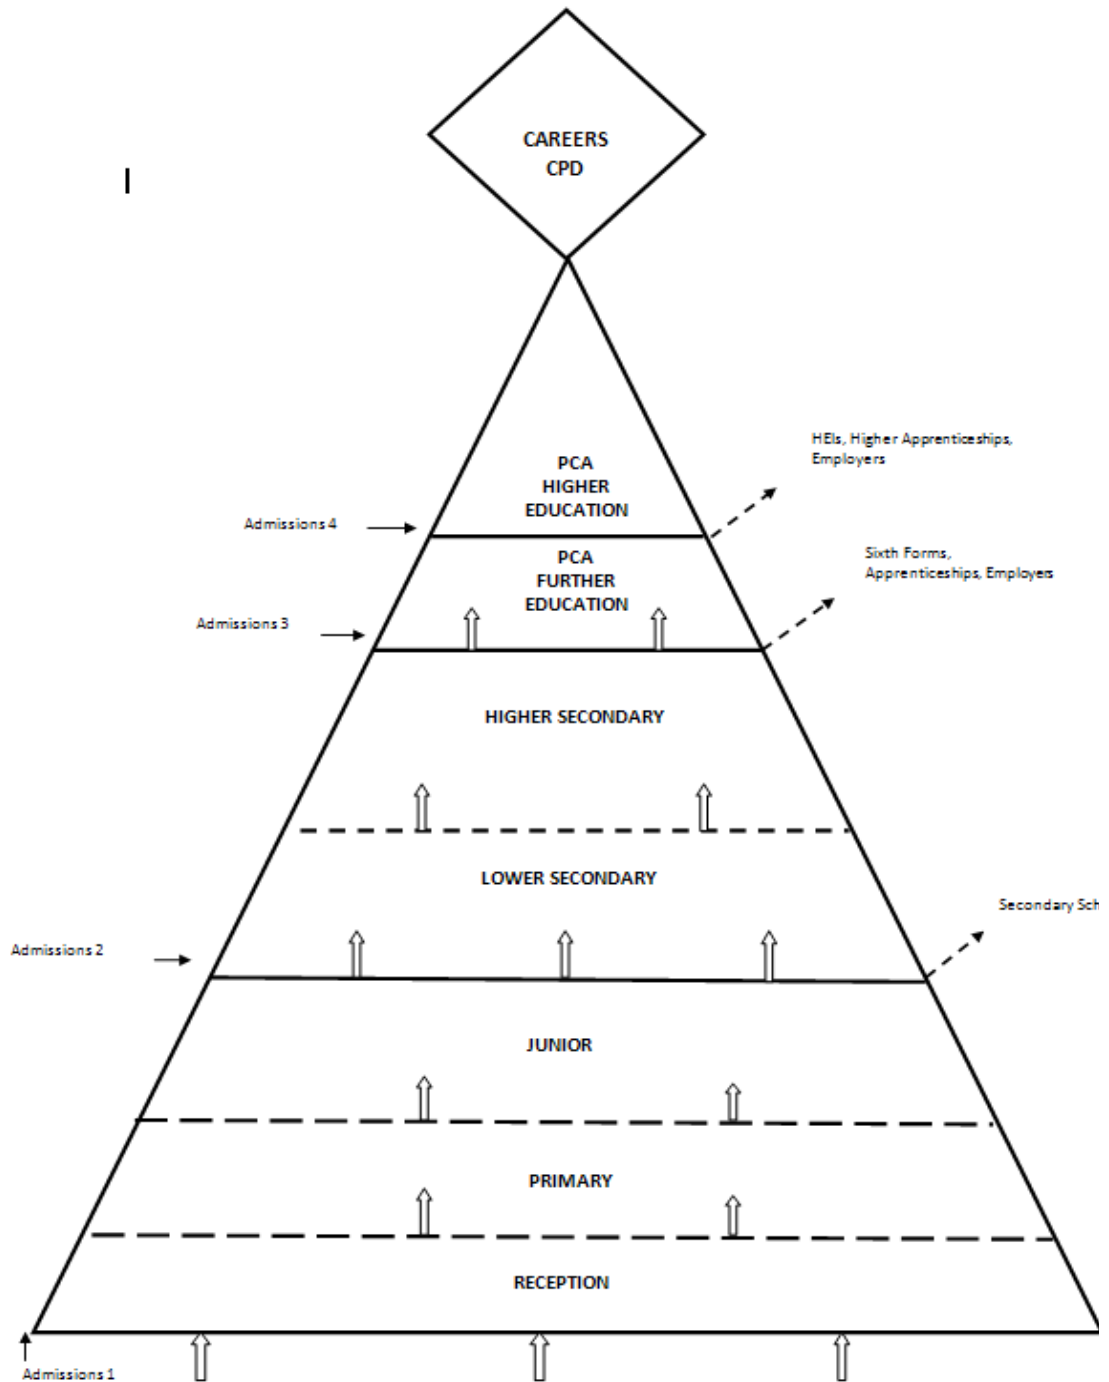 CAREERS
CPD
PCA
HIGHER
EDUCATION
HEIs, Higher Apprenticeships,
Employers
Admissions 4
PCA
FURTHER
EDUCATION
Sixth Forms,
Apprenticeships, Employers
Admissions 3
HIGHER SECONDARY
LOWER SECONDARY
Secondary Sch
Admissions 2
JUNIOR
PRIMARY
RECEPTION
Admissions 1